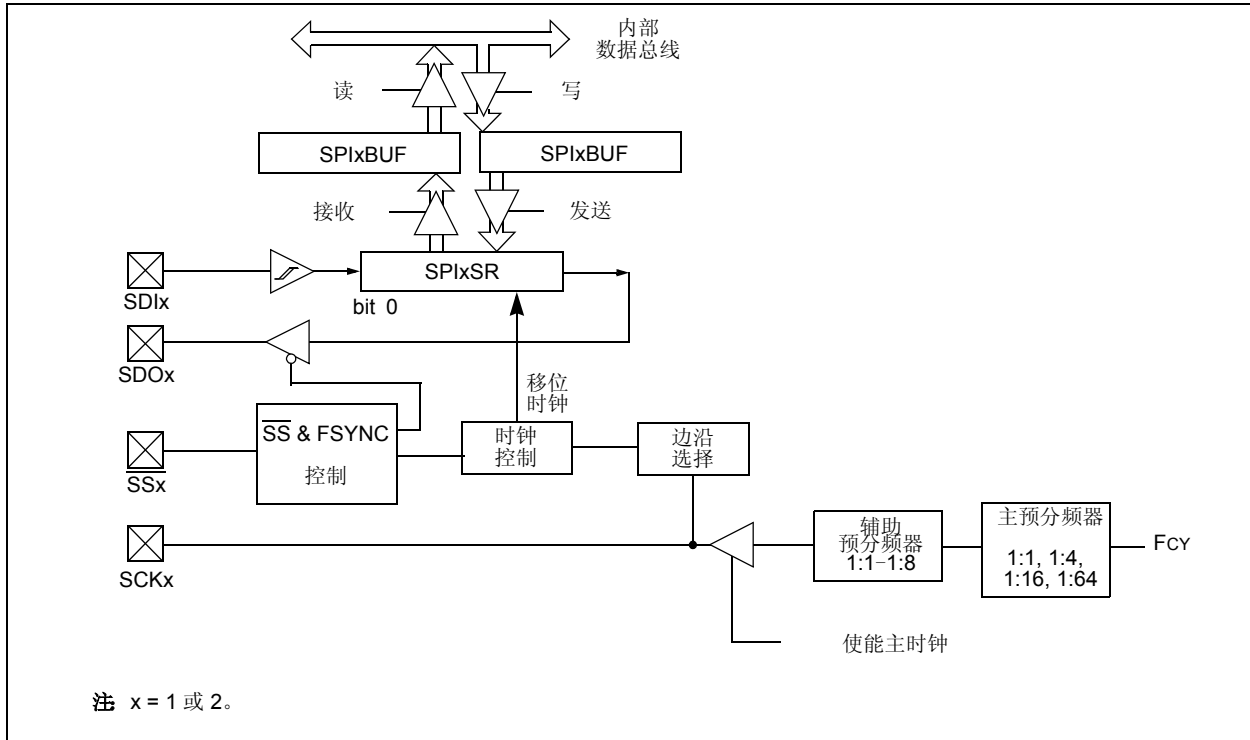 内部
数据总线
读
写
SPIxBUF
SPIxBUF
接收
发送
SDIx
SPIxSR
bit 0
SDOx
移位
时钟
SS & FSYNC
控制
时钟
控制
边沿
选择
SSx
SCKx
辅助
预分频器
1:1-1:8
主预分频器
1:1, 1:4,
1:16, 1:64
FCY
使能主时钟
注: x = 1 或 2。